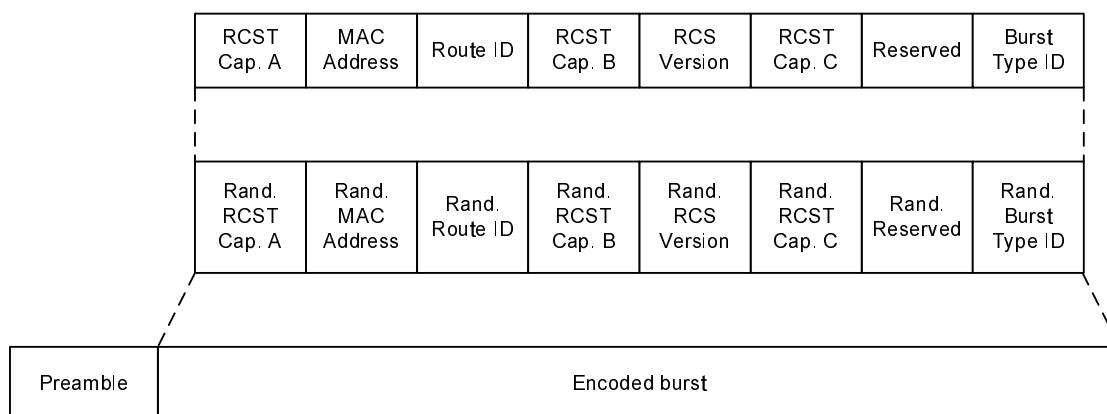 RCST
Cap. A
MAC
Address
Route ID
RCST
Cap. B
RCS
Version
RCST
Cap. C
Reserved
Burst
Type ID
Rand.
RCST
Cap. A
Rand.
MAC
Address
Rand.
Route ID
Rand.
RCST
Cap. B
Rand.
RCS
Version
Rand.
RCST
Cap. C
Rand.
Reserved
Rand.
Burst
Type ID
Preamble
Encoded burst